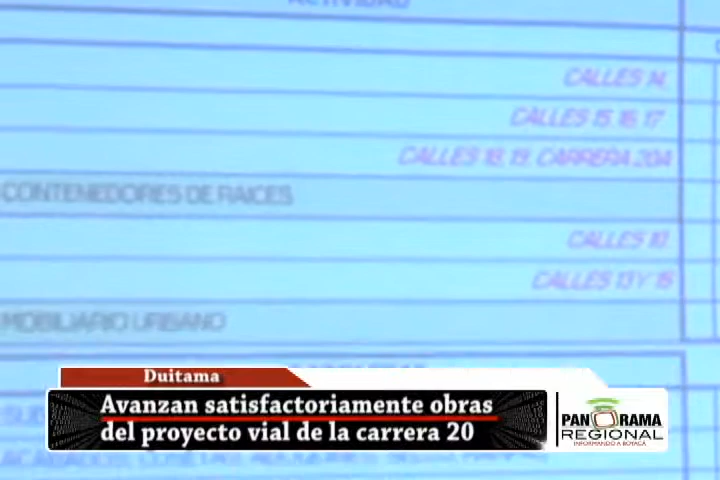 ACTIVIDAD
CALLES 14,
CALLES 15, 16, 17
CALLES 18, 19, CARRERA 20A
CONTENEDORES DE RAICES
CALLES 10
CALLES 13 Y 15
MOBILIARIO URBANO
Duitama
Avanzan satisfactoriamente obras
del proyecto vial de la carrera 20
PANORAMA
REGIONAL
INFORMANDO A BOYACÁ